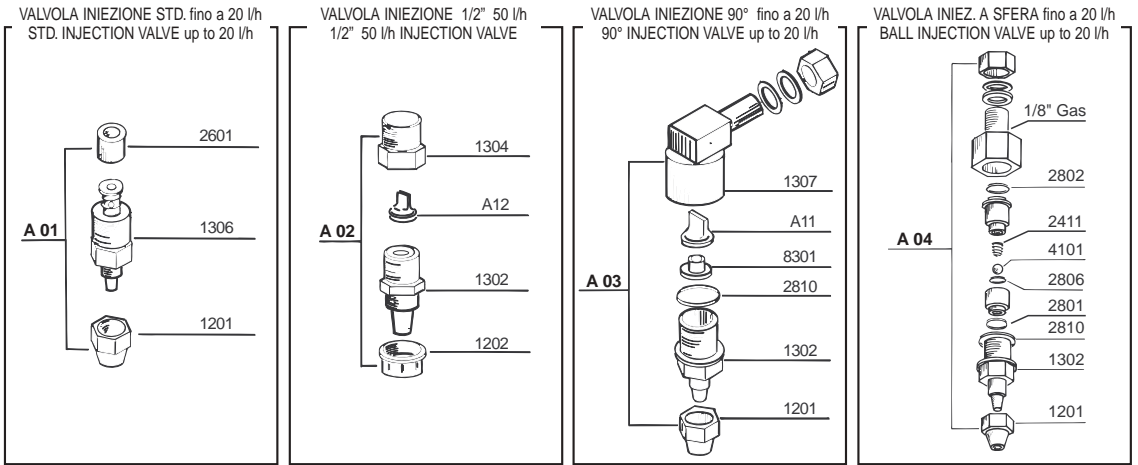 VALVOLA INIEZIONE STD. fino a 20 l/h
STD. INJECTION VALVE up to 20 l/h
2601
A 01
1306
1201
VALVOLA INIEZIONE 1/2” 50 l/h
1/2” 50 l/h INJECTION VALVE
1304
A12
A 02
1302
1202
VALVOLA INIEZIONE 90° fino a 20 l/h
90° INJECTION VALVE up to 20 l/h
1307
A11
8301
A 03
2810
1302
1201
VALVOLA INIEZ. A SFERA fino a 20 l/h
BALL INJECTION VALVE up to 20 l/h
1/8" Gas
2802
2411
A 04
4101
2806
2801
2810
1302
1201